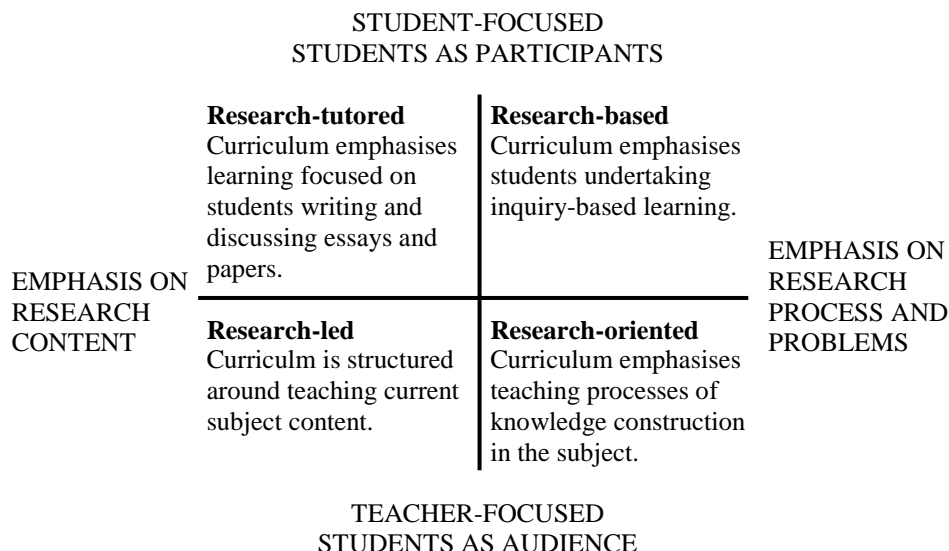 STUDENT-FOCUSED
STUDENTS AS PARTICIPANTS
Research-tutored
Curriculum emphasises
learning focused on
students writing and
discussing essays and
papers.
Research-based
Curriculum emphasises
students undertaking
inquiry-based learning.
EMPHASIS ON
RESEARCH
CONTENT
EMPHASIS ON
RESEARCH
PROCESS AND
PROBLEMS
Research-led
Curriculm is structured
around teaching current
subject content.
Research-oriented
Curriculum emphasises
teaching processes of
knowledge construction
in the subject.
TEACHER-FOCUSED
STUDENTS AS AUDIENCE